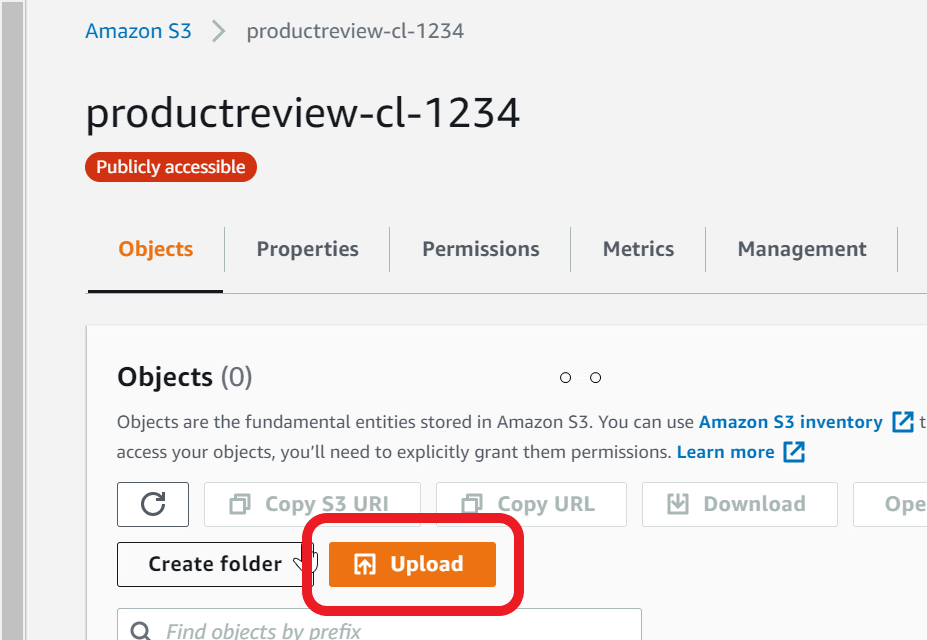 Amazon S3 > productreview-cl-1234
productreview-cl-1234
Publicly accessible
Objects Properties Permissions Metrics Management
Objects (0)
Objects are the fundamental entities stored in Amazon S3. You can use Amazon S3 inventory t
access your objects, you'll need to explicitly grant them permissions. Learn more
Copy S3 URI Copy URL Download Ope
Create folder Upload
Find objects by prefix